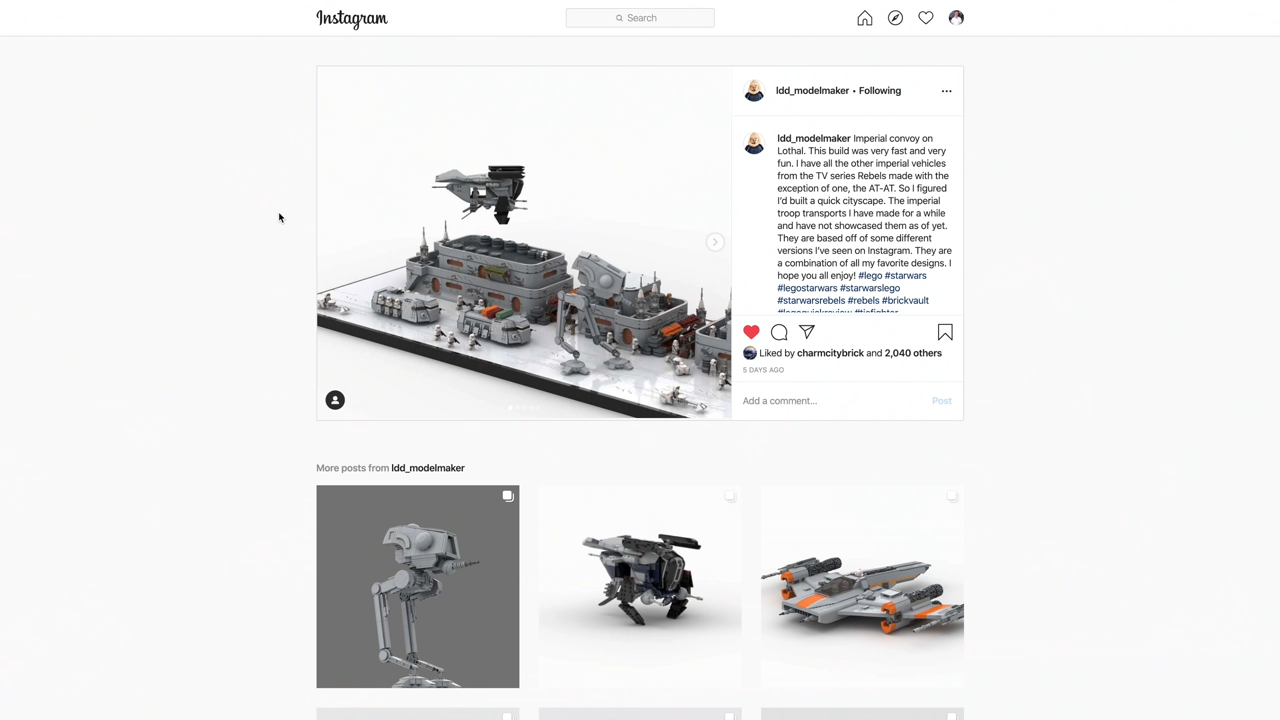 Instagram
Search
ldd_modelmaker • Following
ldd_modelmaker Imperial convoy on
Lothal. This build was very fast and very
fun. I have all the other imperial vehicles
from the TV series Rebels made with the
exception of one, the AT-AT. So I figured
I'd built a quick cityscape. The imperial
troop transports I have made for a while
and have not showcased them as of yet.
They are based off of some different
versions I've seen on Instagram. They are
a combination of all my favorite designs. I
hope you all enjoy! #lego #starwars
#legostarwars #starwarslego
#starwarsrebels #rebels #brickvault
#legoquickreview #tiefighter
Liked by charmcitybrick and 2,040 others
5 DAYS AGO
Add a comment...
Post
More posts from ldd_modelmaker